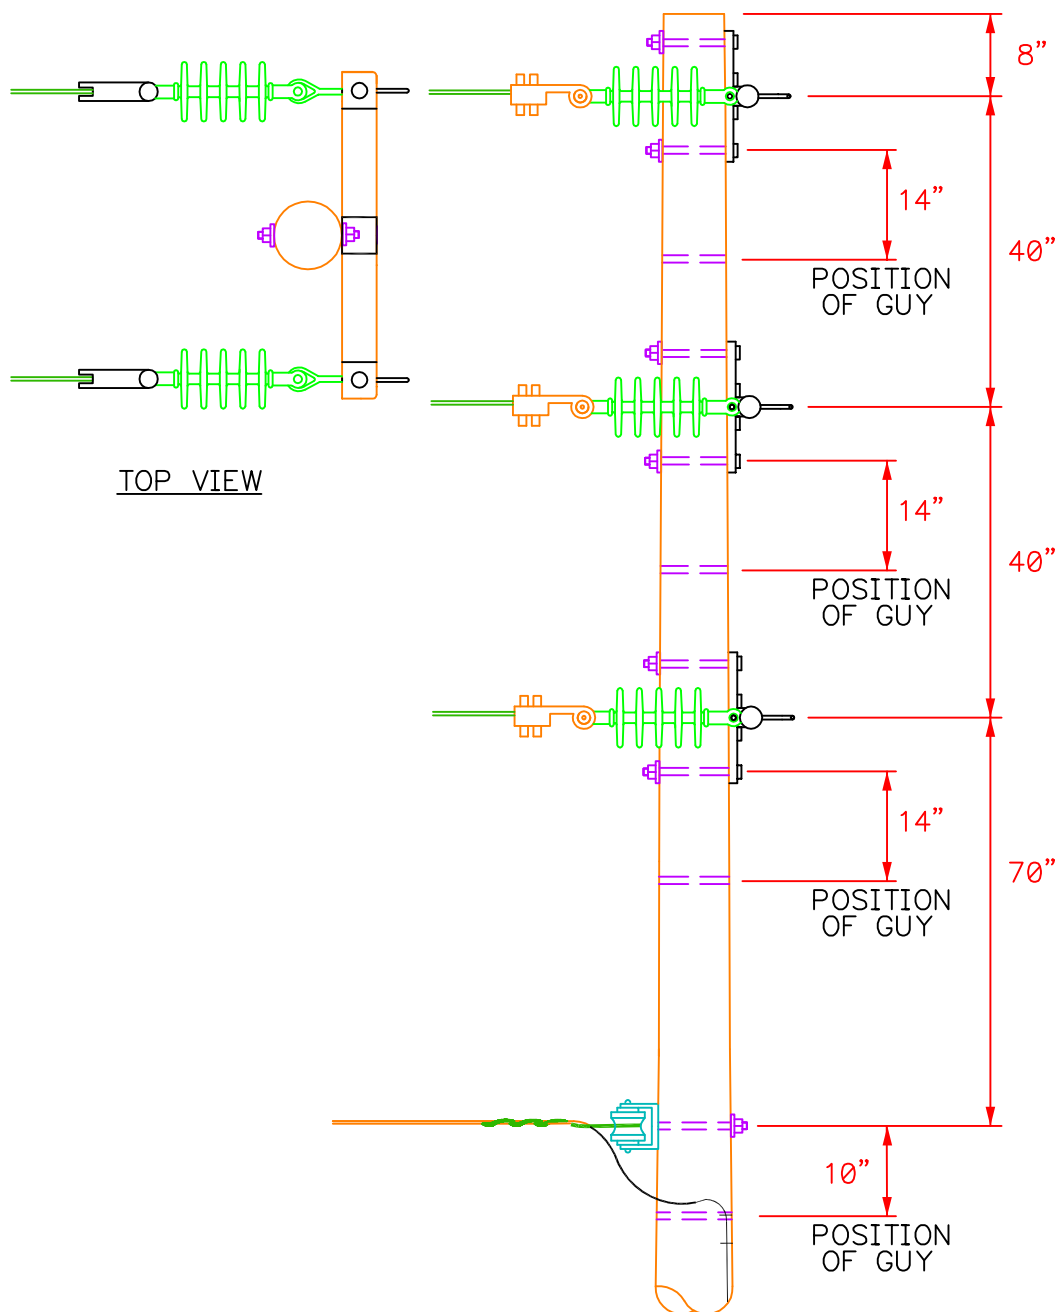 8”
14”
40”
POSITION
OF GUY
TOP VIEW
14”
40”
POSITION
OF GUY
14”
70”
POSITION
OF GUY
10”
POSITION
OF GUY